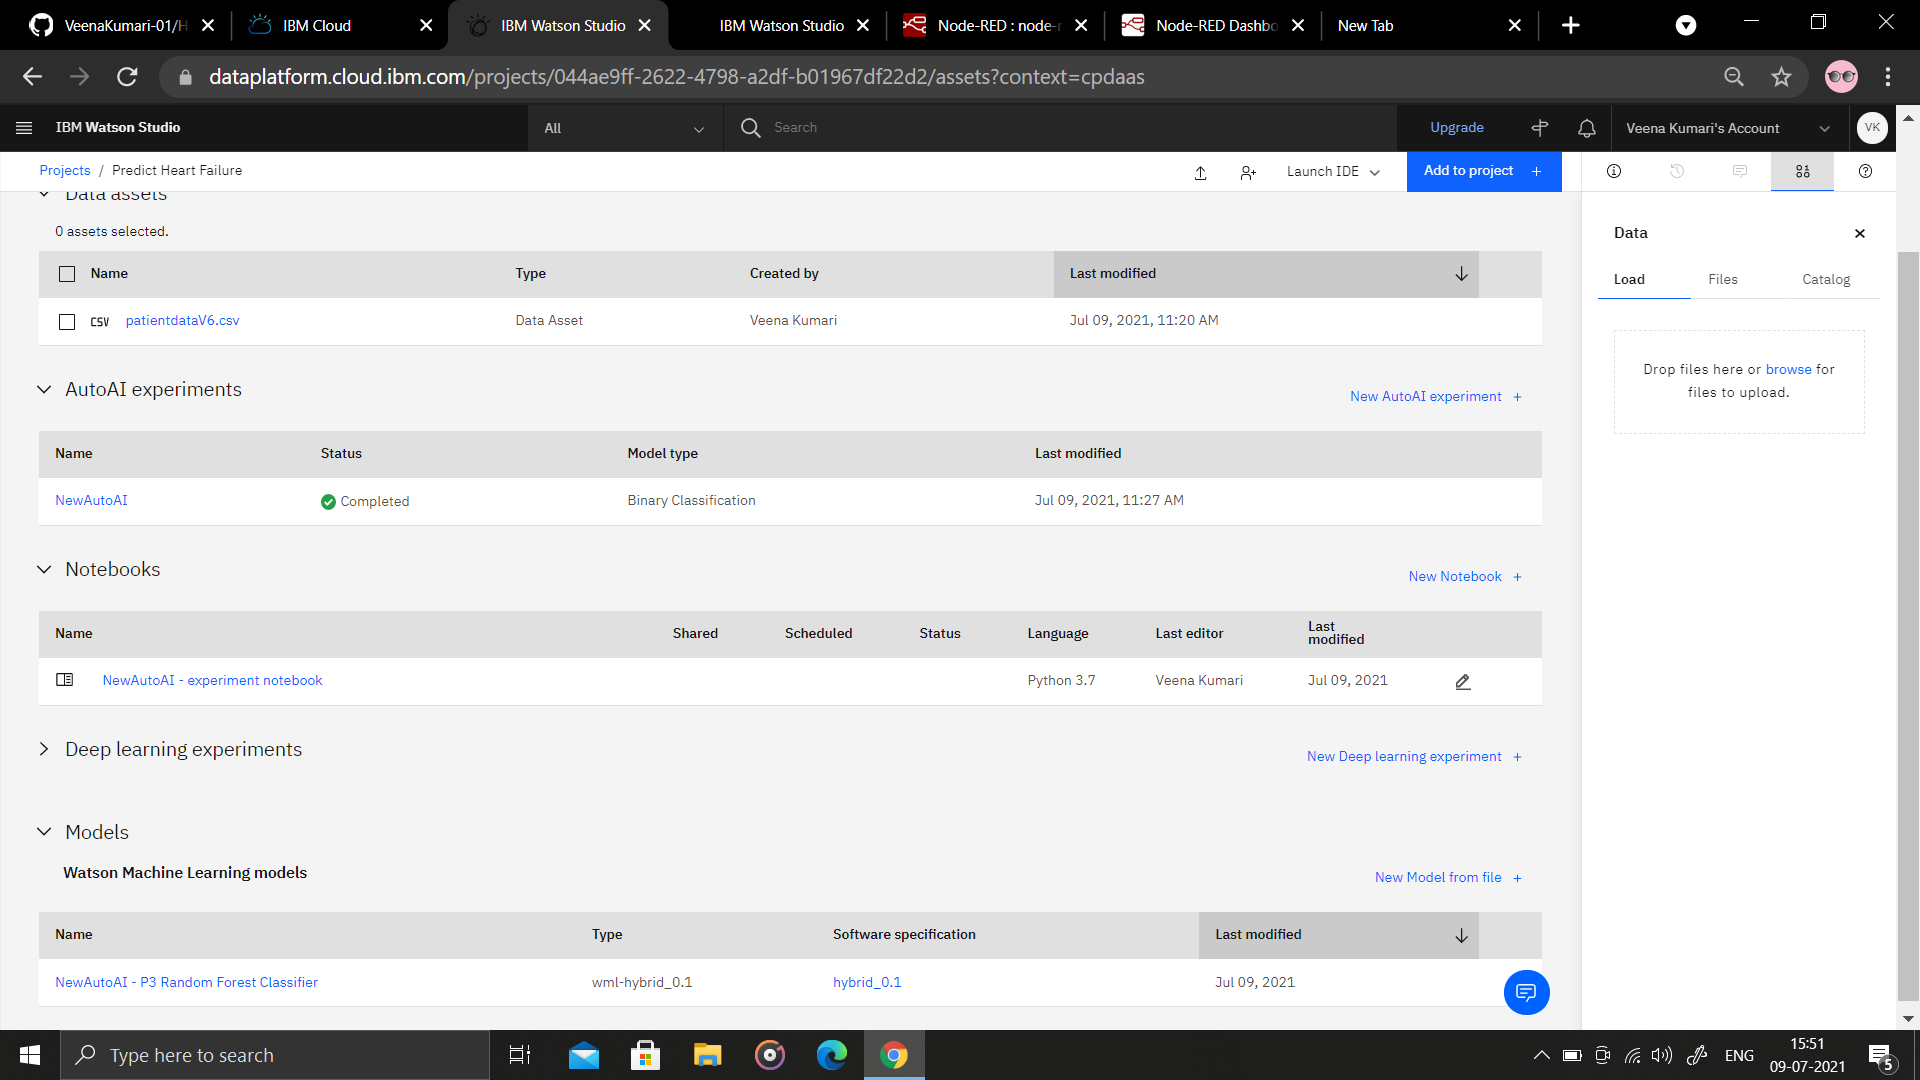 VeenaKumari-01/H
IBM Cloud
IBM Watson Studio
IBM Watson Studio
Node-RED : node-r
Node-RED Dashbo
New Tab
dataplatform.cloud.ibm.com/projects/044ae9ff-2622-4798-a2df-b01967df22d2/assets?context=cpdaas
IBM Watson Studio
All
Search
Upgrade
Veena Kumari's Account
VK
Projects / Predict Heart Failure
Launch IDE
Add to project +
Data assets
0 assets selected.
Name Type Created by Last modified
CSV patientdataV6.csv Data Asset Veena Kumari Jul 09, 2021, 11:20 AM
AutoAI experiments
New AutoAI experiment +
Name Status Model type Last modified
NewAutoAI Completed Binary Classification Jul 09, 2021, 11:27 AM
Notebooks
New Notebook +
Name Shared Scheduled Status Language Last editor Last modified
NewAutoAI - experiment notebook Python 3.7 Veena Kumari Jul 09, 2021
Deep learning experiments
New Deep learning experiment +
Models
Watson Machine Learning models
New Model from file +
Name Type Software specification Last modified
NewAutoAI - P3 Random Forest Classifier wml-hybrid_0.1 hybrid_0.1 Jul 09, 2021
Data
Load Files Catalog
Drop files here or browse for
files to upload.
Type here to search
ENG
15:51
09-07-2021
5